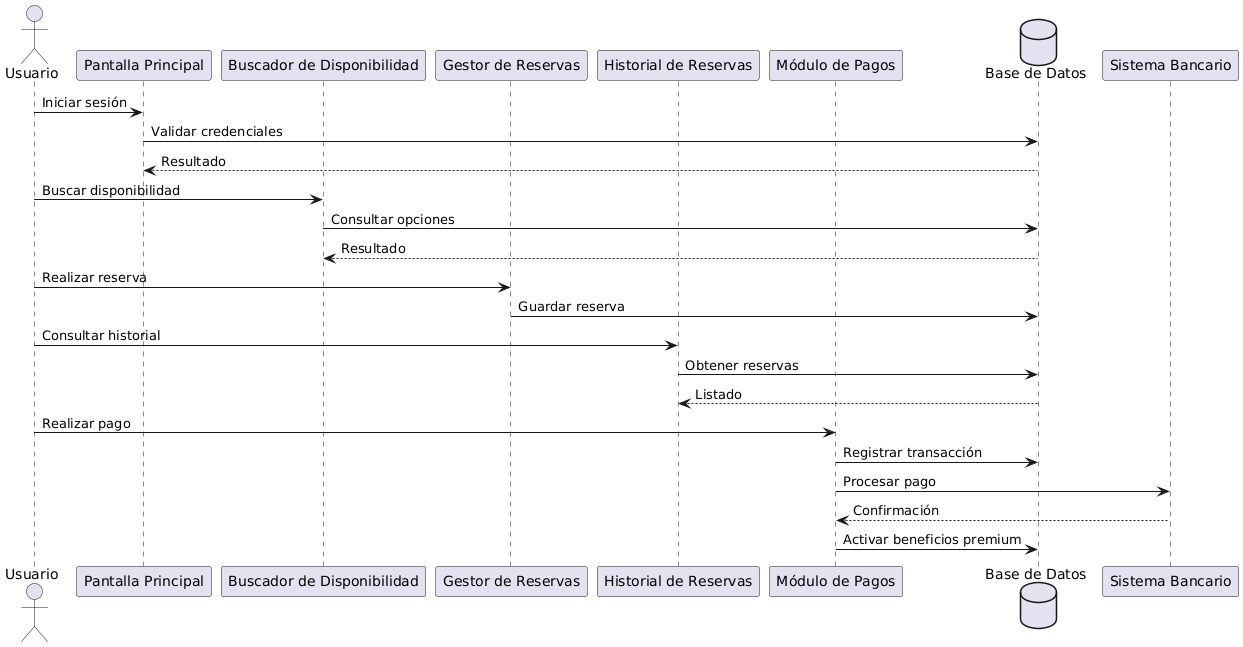 Usuario
Pantalla Principal
Buscador de Disponibilidad
Gestor de Reservas
Historial de Reservas
Módulo de Pagos
Base de Datos
Sistema Bancario
Iniciar sesión
Validar credenciales
Resultado
Buscar disponibilidad
Consultar opciones
Resultado
Realizar reserva
Guardar reserva
Consultar historial
Obtener reservas
Listado
Realizar pago
Registrar transacción
Procesar pago
Confirmación
Activar beneficios premium
Usuario
Pantalla Principal
Buscador de Disponibilidad
Gestor de Reservas
Historial de Reservas
Módulo de Pagos
Base de Datos
Sistema Bancario